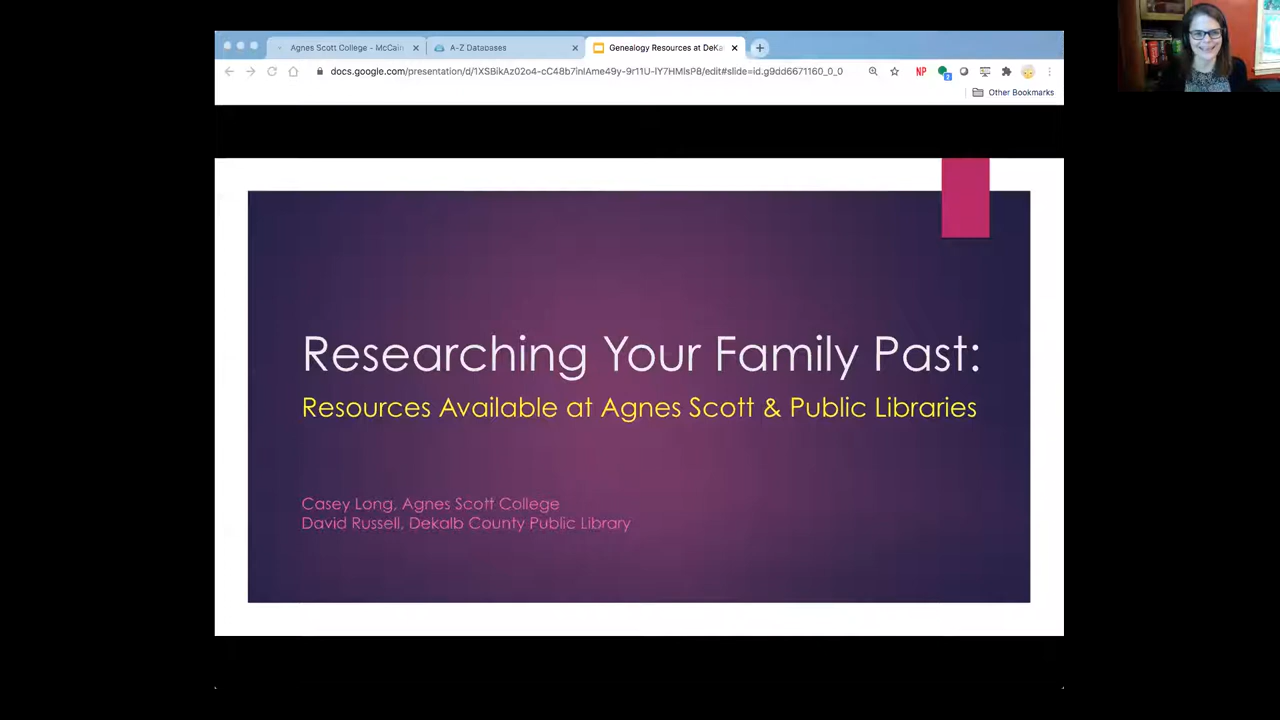 Agnes Scott College - McCain
A-Z Databases
Genealogy Resources at DeKa
docs.google.com/presentation/d/1XSBikAz02o4-cC48b7inIAme49y-9r11U-lY7HMlsP8/edit#slide=id.g9dd6671160_0_0
NP
Other Bookmarks
Researching Your Family Past:
Resources Available at Agnes Scott & Public Libraries
Casey Long, Agnes Scott College
David Russell, Dekalb County Public Library